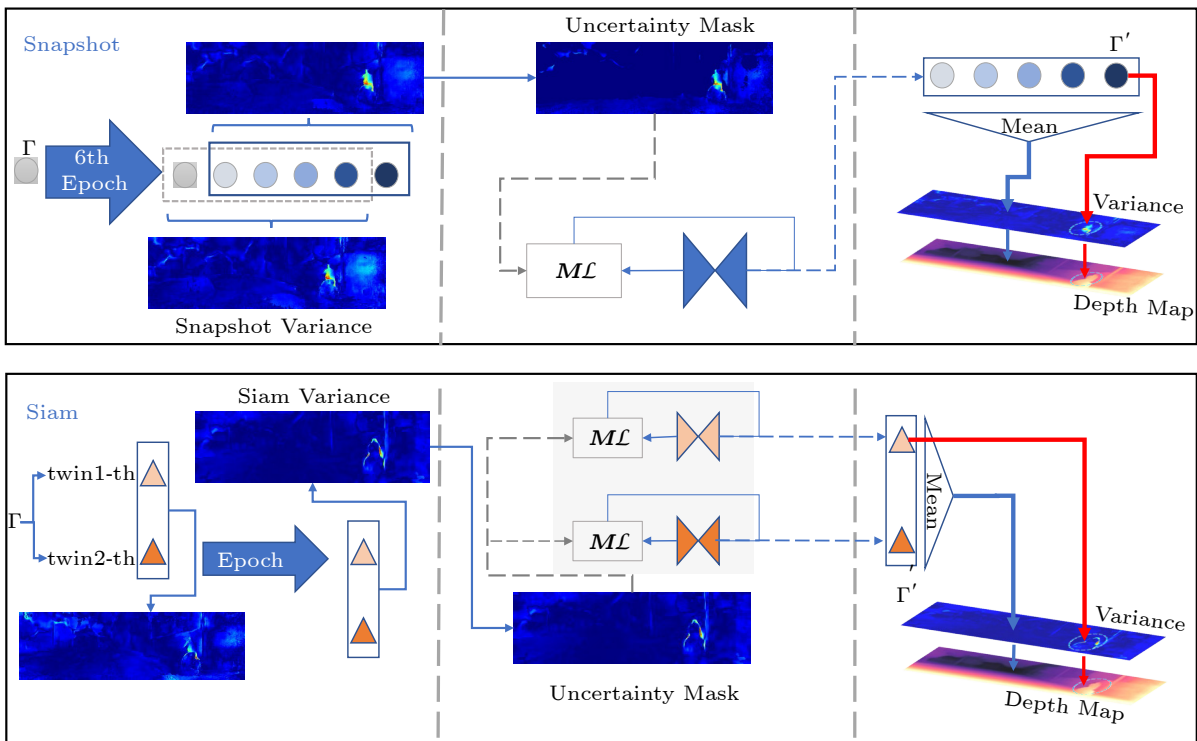 Snapshot
Uncertainty Mask
Γ′
Γ
6th
Epoch
Mean
Variance
Mℒ
Snapshot Variance
Depth Map
Siam
Siam Variance
Mℒ
twin1-th
Mean
Γ
twin2-th
Epoch
Mℒ
′
Γ′
Variance
Uncertainty Mask
Depth Map